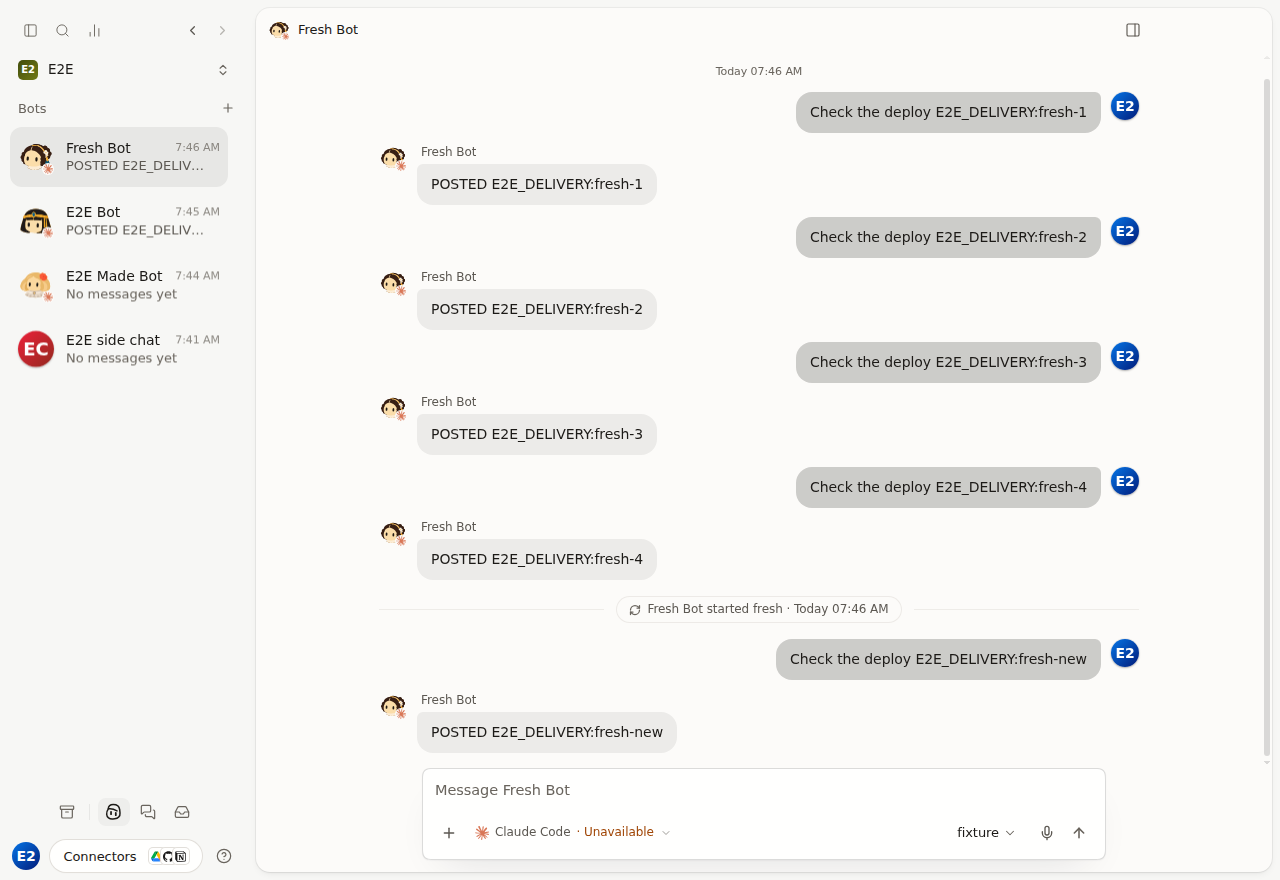 E2 E2E
Bots
Fresh Bot 7:46 AM
POSTED E2E_DELIV…
E2E Bot 7:45 AM
POSTED E2E_DELIV…
E2E Made Bot 7:44 AM
No messages yet
EC E2E side chat 7:41 AM
No messages yet
E2 Connectors
Fresh Bot
Today 07:46 AM
Check the deploy E2E_DELIVERY:fresh-1 E2
Fresh Bot
POSTED E2E_DELIVERY:fresh-1
Check the deploy E2E_DELIVERY:fresh-2 E2
Fresh Bot
POSTED E2E_DELIVERY:fresh-2
Check the deploy E2E_DELIVERY:fresh-3 E2
Fresh Bot
POSTED E2E_DELIVERY:fresh-3
Check the deploy E2E_DELIVERY:fresh-4 E2
Fresh Bot
POSTED E2E_DELIVERY:fresh-4
Fresh Bot started fresh · Today 07:46 AM
Check the deploy E2E_DELIVERY:fresh-new E2
Fresh Bot
POSTED E2E_DELIVERY:fresh-new
Message Fresh Bot
Claude Code · Unavailable fixture